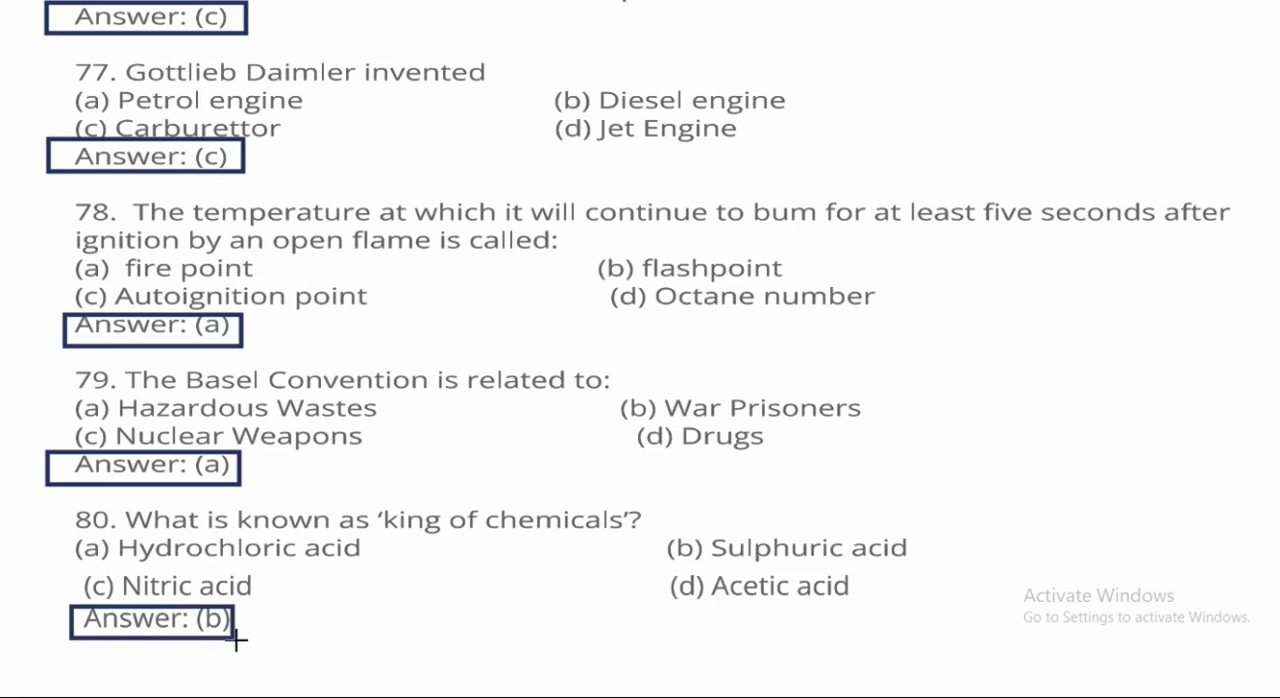 Answer: (c)
77. Gottlieb Daimler invented
(a) Petrol engine (b) Diesel engine
(c) Carburettor (d) Jet Engine
Answer: (c)
78. The temperature at which it will continue to bum for at least five seconds after
ignition by an open flame is called:
(a) fire point (b) flashpoint
(c) Autoignition point (d) Octane number
Answer: (a)
79. The Basel Convention is related to:
(a) Hazardous Wastes (b) War Prisoners
(c) Nuclear Weapons (d) Drugs
Answer: (a)
80. What is known as ‘king of chemicals’?
(a) Hydrochloric acid (b) Sulphuric acid
(c) Nitric acid (d) Acetic acid
Answer: (b)
Activate Windows
Go to Settings to activate Windows.